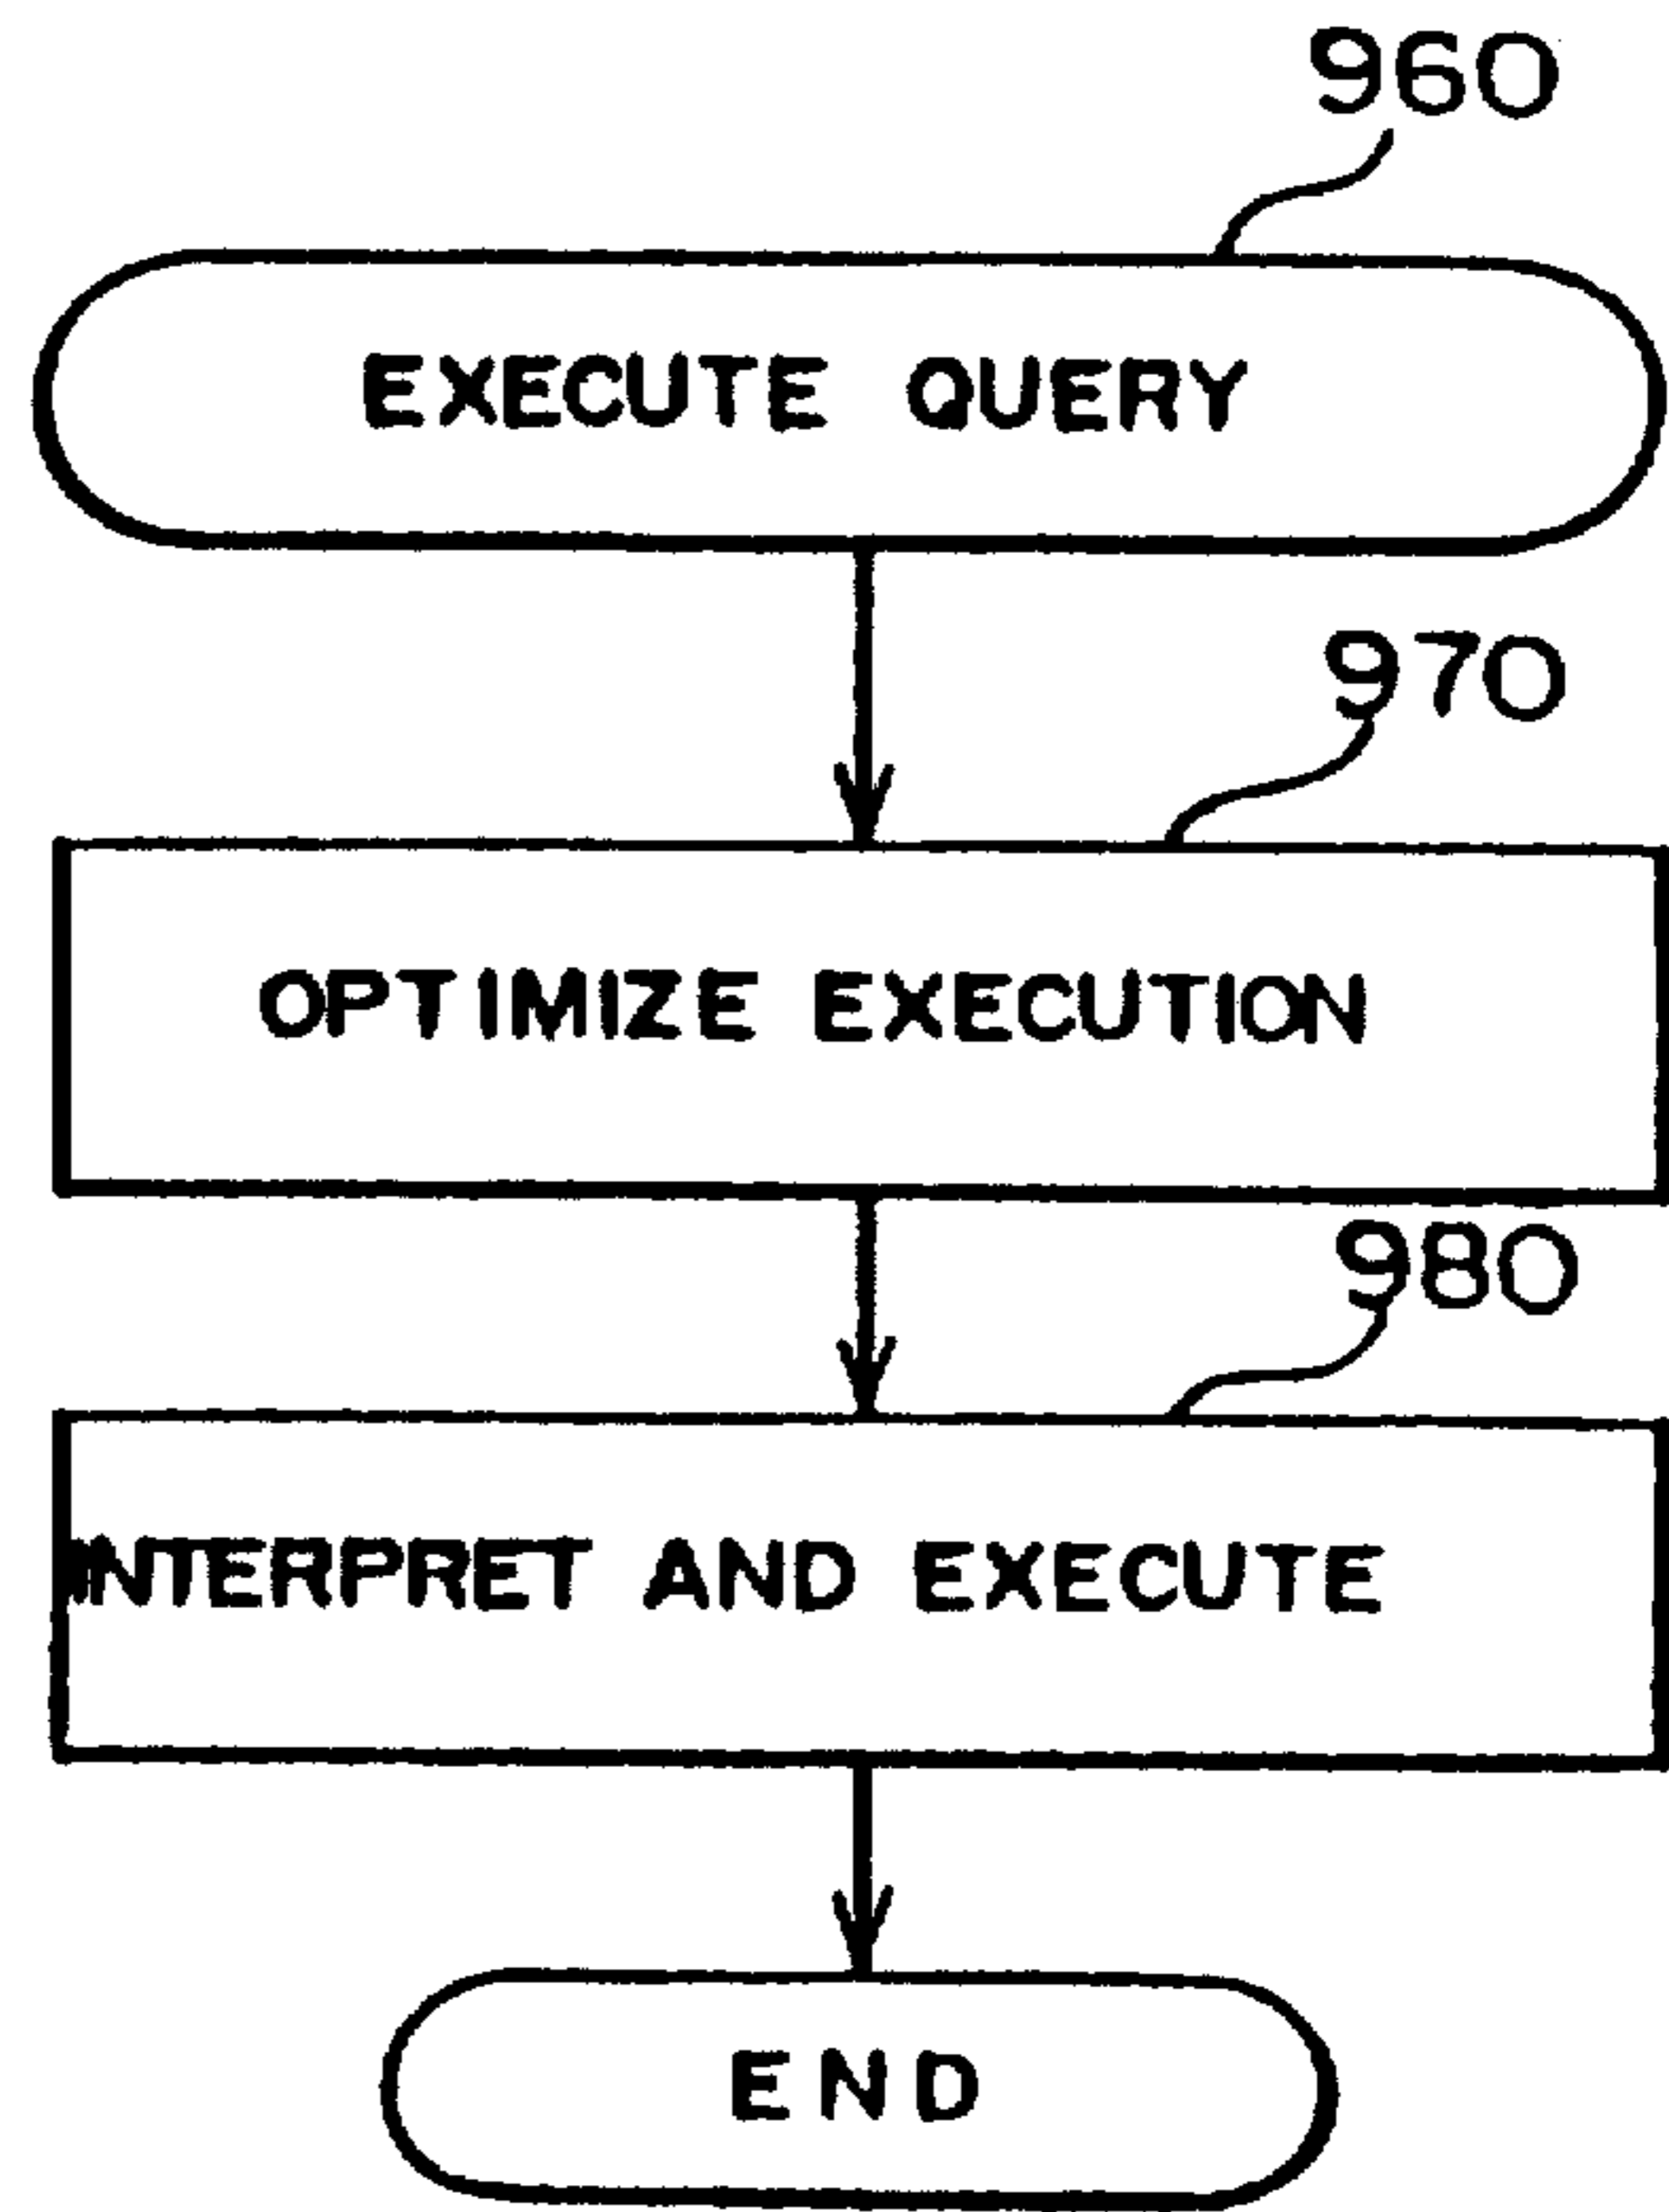 960
EXECUTE QUERY
970
OPTIMIZE EXECUTION
980
INTERPRET AND EXECUTE
END